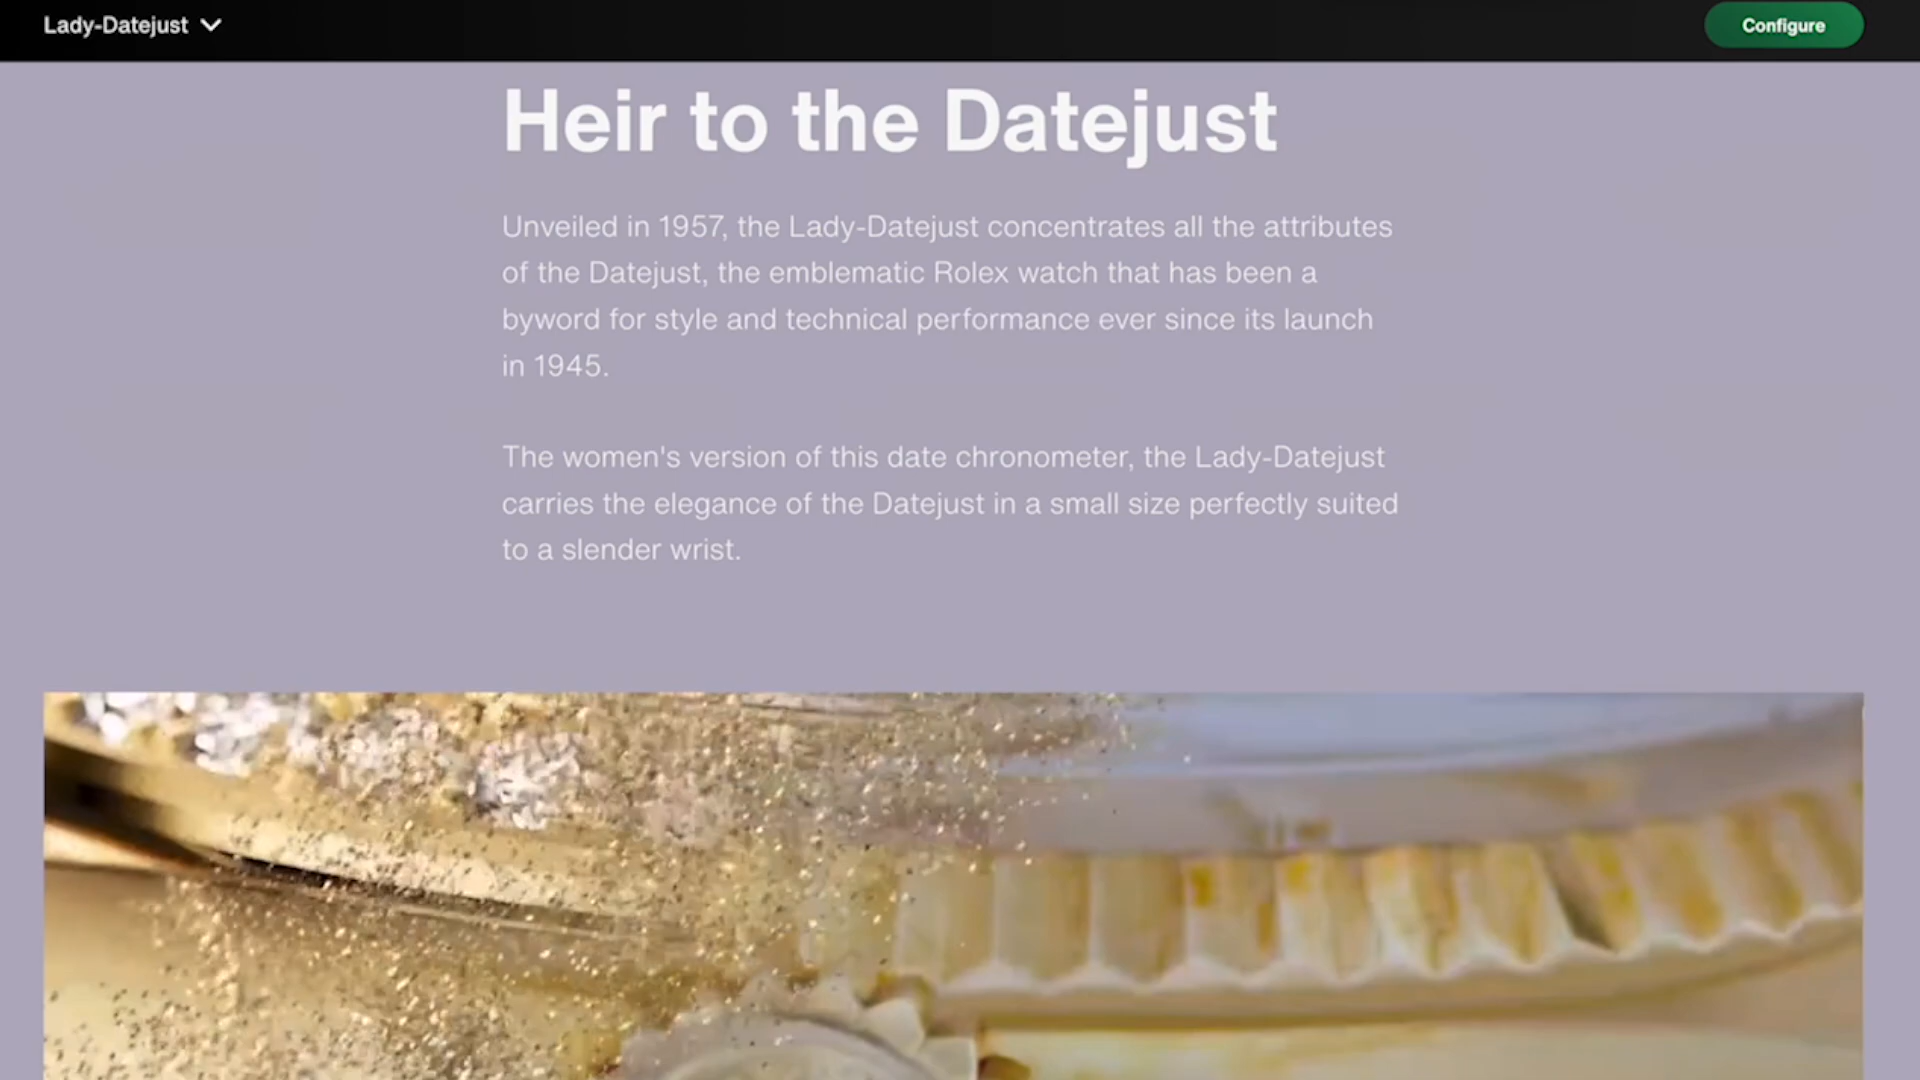 Lady-Datejust
Configure
Heir to the Datejust
Unveiled in 1957, the Lady-Datejust concentrates all the attributes
of the Datejust, the emblematic Rolex watch that has been a
byword for style and technical performance ever since its launch
in 1945.
The women's version of this date chronometer, the Lady-Datejust
carries the elegance of the Datejust in a small size perfectly suited
to a slender wrist.